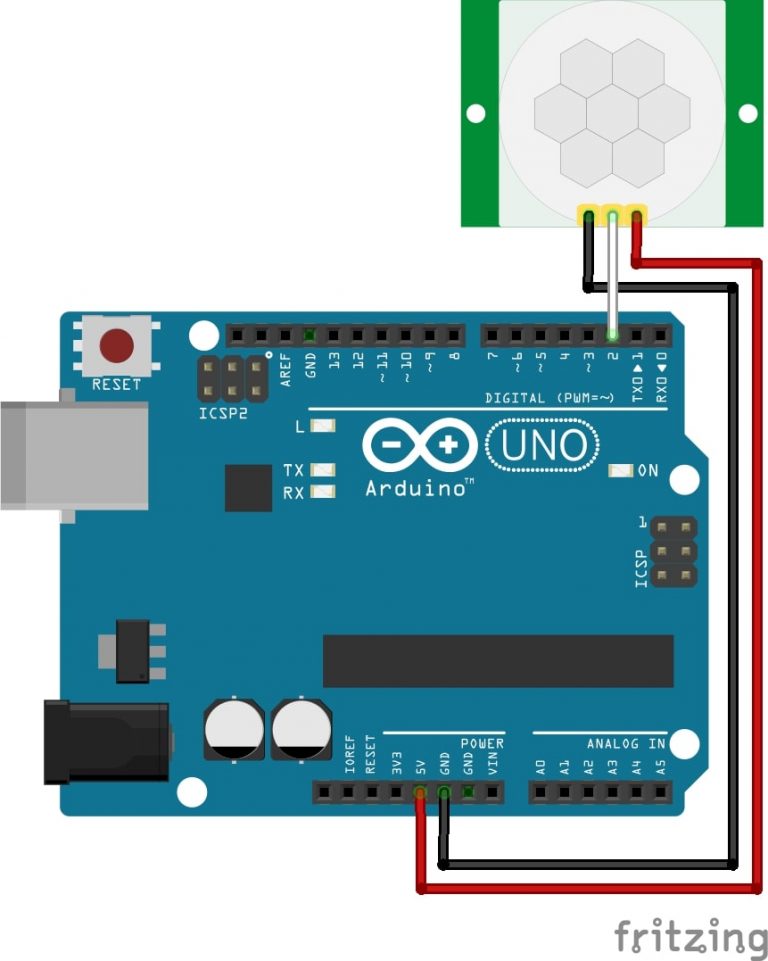 RESET
ICSP2
AREF
GND
13
12
~11
~10
~9
8
7
~6
~5
4
~3
2
TX0▶1
RX0◀0
DIGITAL (PWM=~)
L
TX
RX
UNO
Arduino™
ON
1
ICSP
IOREF
RESET
3V3
5V
GND
GND
VIN
POWER
ANALOG IN
A0
A1
A2
A3
A4
A5
fritzing